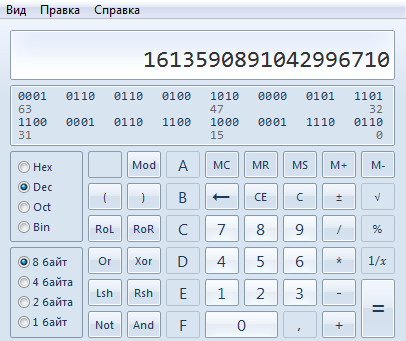 Вид Правка Справка
1613590891042996710
0001 0110 0110 0100 1010 0000 0101 1101
63 47 32
1100 0001 0110 1100 1000 0001 1110 0110
31 15 0
Hex Mod A MC MR MS M+ M-
Dec ( ) B ← CE C ± √
Oct RoL RoR C 7 8 9 / %
Bin
8 байт Or Xor D 4 5 6 * 1/x
4 байта Lsh Rsh E 1 2 3 - =
2 байта
1 байт Not And F 0 , +